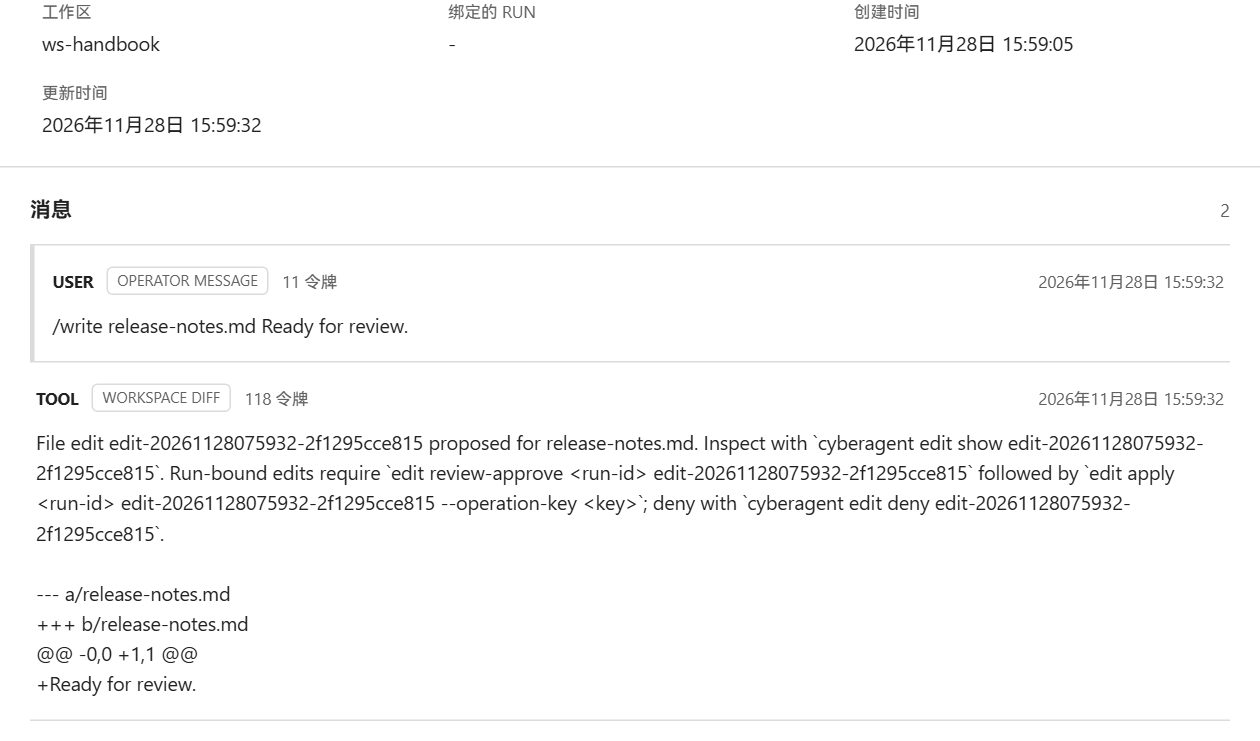 工作区
绑定的 RUN
创建时间
ws-handbook
-
2026年11月28日 15:59:05
更新时间
2026年11月28日 15:59:32
消息
2
USER OPERATOR MESSAGE 11 令牌 2026年11月28日 15:59:32
/write release-notes.md Ready for review.
TOOL WORKSPACE DIFF 118 令牌 2026年11月28日 15:59:32
File edit edit-20261128075932-2f1295cce815 proposed for release-notes.md. Inspect with `cyberagent edit show edit-20261128075932-
2f1295cce815`. Run-bound edits require `edit review-approve <run-id> edit-20261128075932-2f1295cce815` followed by `edit apply
<run-id> edit-20261128075932-2f1295cce815 --operation-key <key>`; deny with `cyberagent edit deny edit-20261128075932-
2f1295cce815`.
--- a/release-notes.md
+++ b/release-notes.md
@@ -0,0 +1,1 @@
+Ready for review.